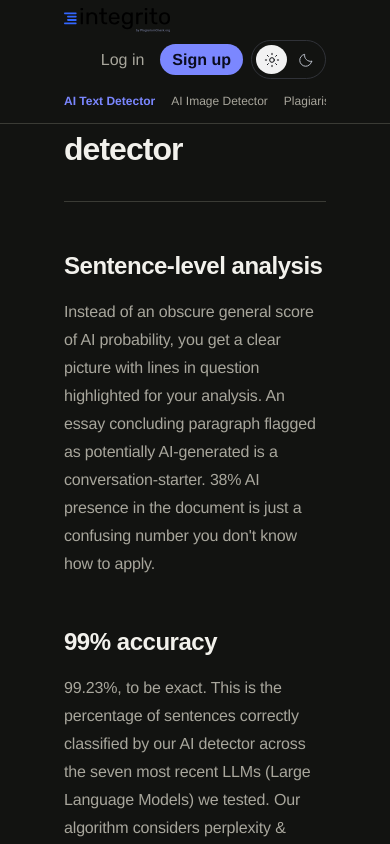 integrito
Log in
Sign up
AI Text Detector
AI Image Detector
Plagiaris
detector
Sentence-level analysis
Instead of an obscure general score
of AI probability, you get a clear
picture with lines in question
highlighted for your analysis. An
essay concluding paragraph flagged
as potentially AI-generated is a
conversation-starter. 38% AI
presence in the document is just a
confusing number you don't know
how to apply.
99% accuracy
99.23%, to be exact. This is the
percentage of sentences correctly
classified by our AI detector across
the seven most recent LLMs (Large
Language Models) we tested. Our
algorithm considers perplexity &